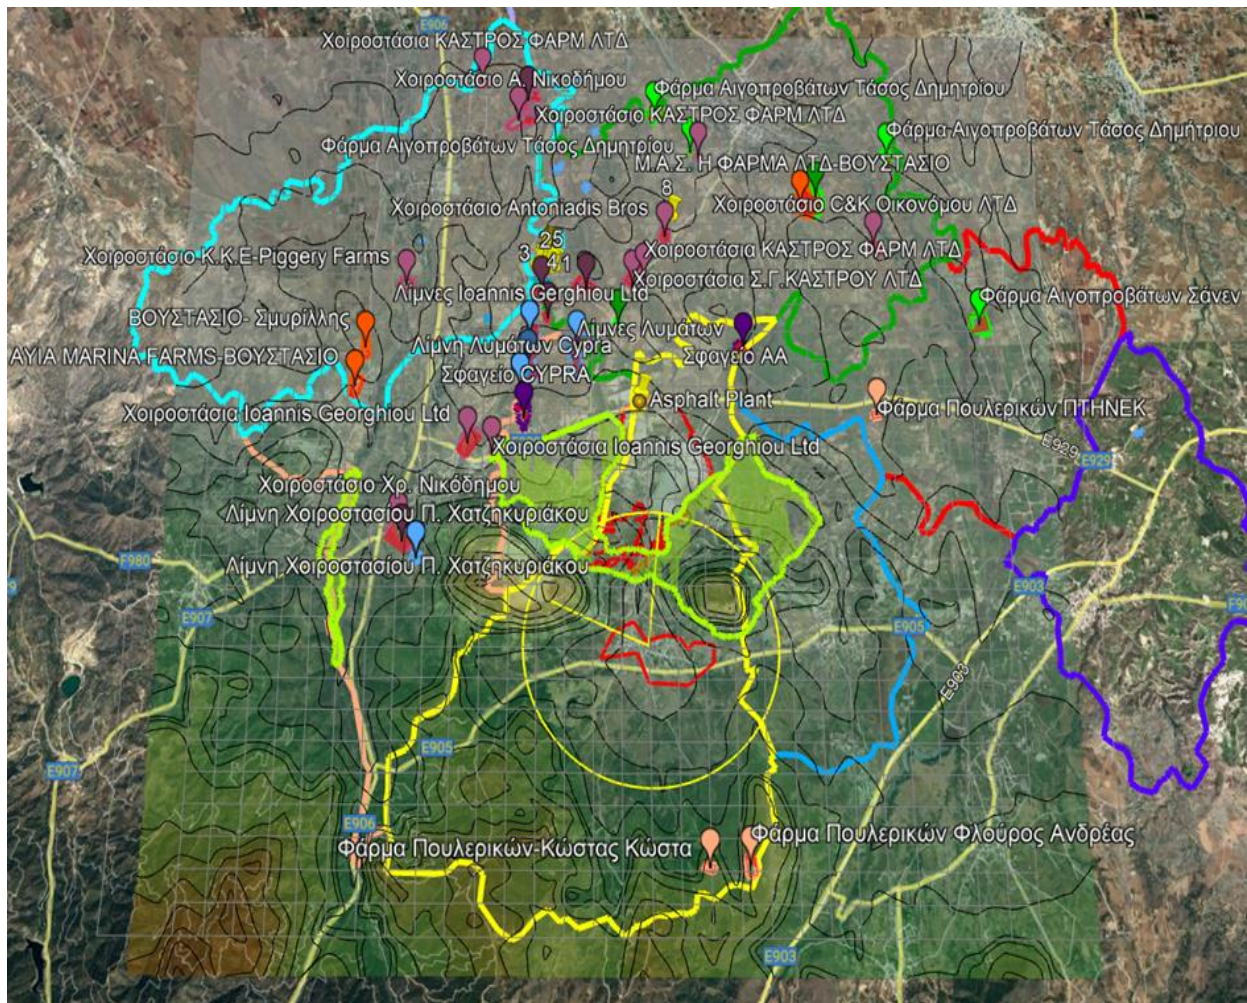 E906
Χοιροστάσια ΚΑΣΤΡΟΣ ΦΑΡΜ ΛΤΔ
Χοιροστάσιο Α. Νικοδήμου
Φάρμα Αιγοπροβάτων Τάσος Δημητρίου
Χοιροστάσιο ΚΑΣΤΡΟΣ ΦΑΡΜ ΛΤΔ
Φάρμα Αιγοπροβάτων Τάσος Δημήτριου
Φάρμα Αιγοπροβάτων Τάσος Δημητρίου
Μ.Α.Σ. Η ΦΑΡΜΑ ΛΤΔ-ΒΟΥΣΤΑΣΙΟ
8
Χοιροστάσιο Antoniadis Bros
Χοιροστάσιο C&K Οικονόμου ΛΤΔ
3
25
41
Χοιροστάσιο K.K.E-Piggery Farms
Χοιροστάσια ΚΑΣΤΡΟΣ ΦΑΡΜ ΛΤΔ
Χοιροστάσια Σ.Γ.ΚΑΣΤΡΟΥ ΛΤΔ
Λίμνες Ioannis Gerghiou Ltd
Φάρμα Αιγοπροβάτων Σάνεν
ΒΟΥΣΤΑΣΙΟ- Σμυρίλλης
Λίμνες Λυμάτων
Λίμνη Λυμάτων Cypra
Σφαγείο ΑΑ
AYIA MARINA FARMS-ΒΟΥΣΤΑΣΙΟ
Σφαγείο CYPRA
Asphalt Plant
Φάρμα Πουλερικών ΠΤΗΝΕΚ
Χοιροστάσια Ioannis Georghiou Ltd
Χοιροστάσια Ioannis Georghiou Ltd
E929
E929
Χοιροστάσιο Χρ. Νικόδημου
Λίμνη Χοιροστασίου Π. Χατζηκυριάκου
Λίμνη Χοιροστασίου Π. Χατζηκυριάκου
F980
E903
E907
E905
E903
E905
E907
E906
Φάρμα Πουλερικών-Κώστας Κώστα
Φάρμα Πουλερικών Φλούρος Ανδρέας
E903